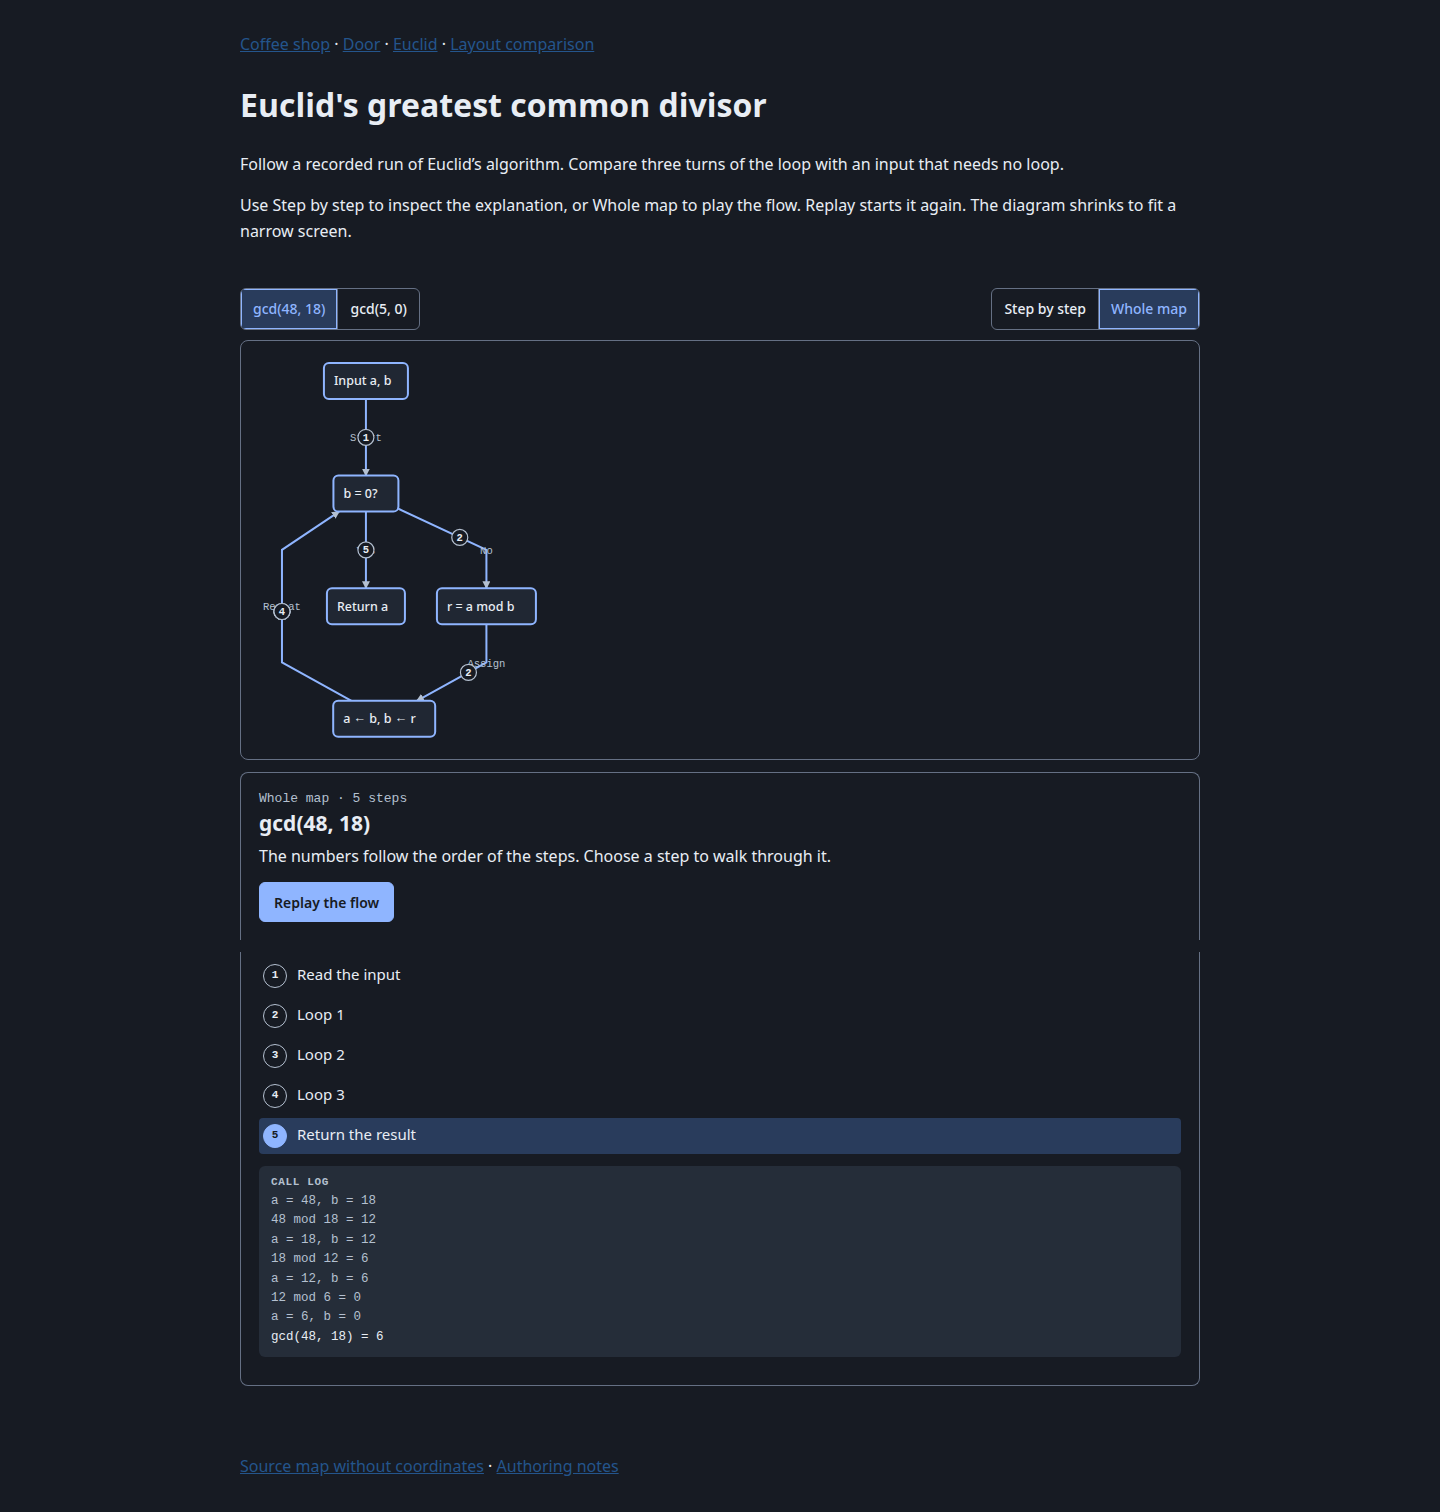 Coffee shop · Door · Euclid · Layout comparison
Euclid's greatest common divisor
Follow a recorded run of Euclid’s algorithm. Compare three turns of the loop with an input that needs no loop.
Use Step by step to inspect the explanation, or Whole map to play the flow. Replay starts it again. The diagram shrinks to fit a
narrow screen.
gcd(48, 18) gcd(5, 0) Step by step Whole map
Input a, b
1
b = 0?
2
5
No
Return a
r = a mod b
4
Assign
2
a ← b, b ← r
Whole map · 5 steps
gcd(48, 18)
The numbers follow the order of the steps. Choose a step to walk through it.
Replay the flow
1 Read the input
2 Loop 1
3 Loop 2
4 Loop 3
5 Return the result
CALL LOG
a = 48, b = 18
48 mod 18 = 12
a = 18, b = 12
18 mod 12 = 6
a = 12, b = 6
12 mod 6 = 0
a = 6, b = 0
gcd(48, 18) = 6
Source map without coordinates · Authoring notes